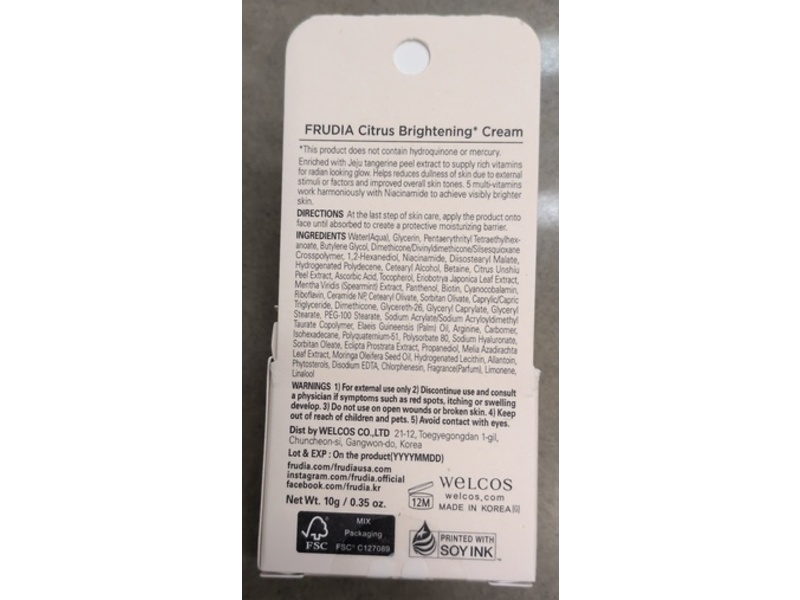 FRUDIA Citrus Brightening* Cream
*This product does not contain hydroquinone or mercury.
Enriched with Jeju tangerine peel extract to supply rich vitamins
for radian looking glow. Helps reduces dullness of skin due to external
stimuli or factors and improved overall skin tones. 5 multi-vitamins
work harmoniously with Niacinamide to achieve visibly brighter
skin.
DIRECTIONS At the last step of skin care, apply the product onto
face until absorbed to create a protective moisturizing barrier.
INGREDIENTS Water(Aqua), Glycerin, Pentaerythrityl Tetraethylhex-
anoate, Butylene Glycol, Dimethicone/Divinyldimethicone/Silsesquioxane
Crosspolymer, 1,2-Hexanediol, Niacinamide, Diisostearyl Malate,
Hydrogenated Polydecene, Cetearyl Alcohol, Betaine, Citrus Unshiu
Peel Extract, Ascorbic Acid, Tocopherol, Eriobotrya Japonica Leaf Extract,
Mentha Viridis (Spearmint) Extract, Panthenol, Biotin, Cyanocobalamin,
Riboflavin, Ceramide NP, Cetearyl Olivate, Sorbitan Olivate, Caprylic/Capric
Triglyceride, Dimethicone, Glycereth-26, Glyceryl Caprylate, Glyceryl
Stearate, PEG-100 Stearate, Sodium Acrylate/Sodium Acryloyldimethyl
Taurate Copolymer, Elaeis Guineensis (Palm) Oil, Arginine, Carbomer,
Isohexadecane, Polyquaternium-51, Polysorbate 80, Sodium Hyaluronate,
Sorbitan Oleate, Eclipta Prostrata Extract, Propanediol, Melia Azadirachta
Leaf Extract, Moringa Oleifera Seed Oil, Hydrogenated Lecithin, Allantoin,
Phytosterols, Disodium EDTA, Chlorphenesin, Fragrance(Parfum), Limonene,
Linalool
WARNINGS 1) For external use only 2) Discontinue use and consult
a physician if symptoms such as red spots, itching or swelling
develop. 3) Do not use on open wounds or broken skin. 4) Keep
out of reach of children and pets. 5) Avoid contact with eyes.
Dist by WELCOS CO.,LTD 21-12, Toegyegongdan 1-gil,
Chuncheon-si, Gangwon-do, Korea
Lot & EXP : On the product(YYYYMMDD)
frudia.com/frudiausa.com
instagram.com/frudia.official
facebook.com/frudia.kr
Net Wt. 10g / 0.35 oz.
12M
WELCOS
welcos.com
MADE IN KOREA
FSC
MIX
Packaging
FSC® C127089
PRINTED WITH
SOY INK™